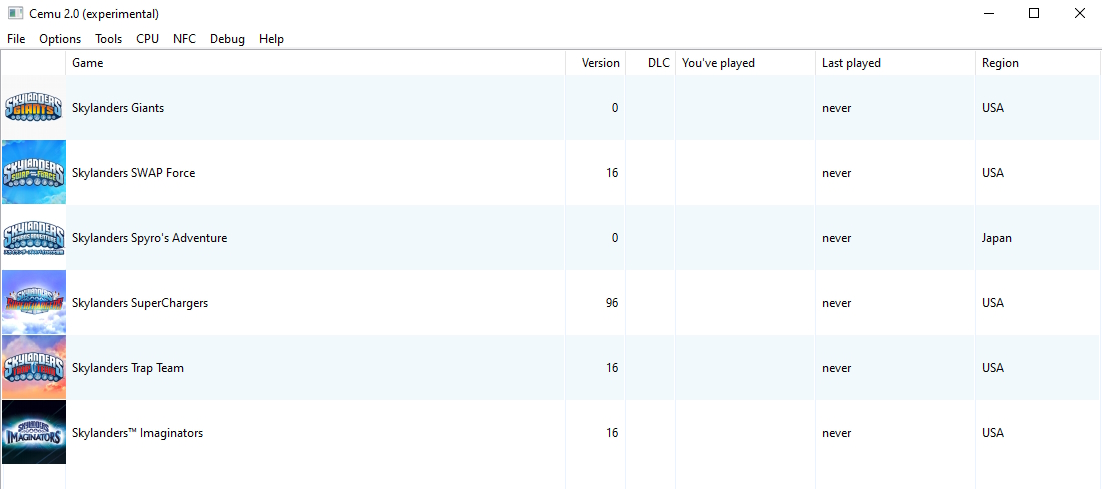 Cemu 2.0 (experimental)
File Options Tools CPU NFC Debug Help
Game Version DLC You've played Last played Region
SKYLANDERS GIANTS
Skylanders Giants 0 never USA
SKYLANDERS SWAP FORCE
Skylanders SWAP Force 16 never USA
SKYLANDERS SPYRO'S ADVENTURE
Skylanders Spyro's Adventure 0 never Japan
SKYLANDERS SUPERCHARGERS
Skylanders SuperChargers 96 never USA
SKYLANDERS TRAP TEAM
Skylanders Trap Team 16 never USA
SKYLANDERS IMAGINATORS
Skylanders™ Imaginators 16 never USA